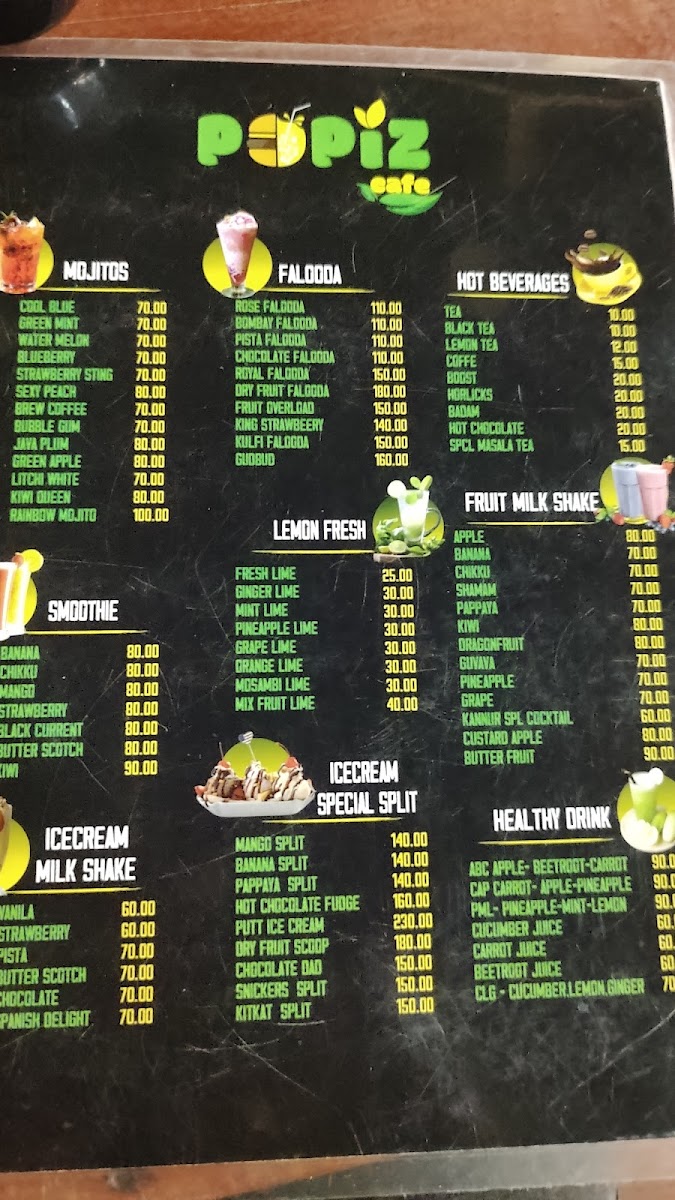 POPIZ
cafe
MOJITOS
COOL BLUE 70.00
GREEN MINT 70.00
WATER MELON 70.00
BLUEBERRY 70.00
STRAWBERRY STING 70.00
SEXY PEACH 80.00
BREW COFFEE 70.00
BUBBLE GUM 70.00
JAVA PLUM 80.00
GREEN APPLE 80.00
LITCHI WHITE 70.00
KIWI QUEEN 80.00
RAINBOW MOJITO 100.00
SMOOTHIE
BANANA 80.00
CHIKKU 80.00
MANGO 80.00
STRAWBERRY 80.00
BLACK CURRENT 80.00
BUTTER SCOTCH 80.00
KIWI 90.00
ICECREAM
MILK SHAKE
VANILA 60.00
STRAWBERRY 60.00
PISTA 70.00
BUTTER SCOTCH 70.00
CHOCOLATE 70.00
SPANISH DELIGHT 70.00
FALOODA
ROSE FALOODA 110.00
BOMBAY FALOODA 110.00
PISTA FALOODA 110.00
CHOCOLATE FALOODA 110.00
ROYAL FALOODA 150.00
DRY FRUIT FALOODA 180.00
FRUIT OVERLOAD 150.00
KING STRAWBEERY 140.00
KULFI FALOODA 150.00
GUDBUD 160.00
LEMON FRESH
FRESH LIME 25.00
GINGER LIME 30.00
MINT LIME 30.00
PINEAPPLE LIME 30.00
GRAPE LIME 30.00
ORANGE LIME 30.00
MOSAMBI LIME 30.00
MIX FRUIT LIME 40.00
ICECREAM
SPECIAL SPLIT
MANGO SPLIT 140.00
BANANA SPLIT 140.00
PAPPAYA SPLIT 140.00
HOT CHOCOLATE FUDGE 160.00
PUTT ICE CREAM 230.00
DRY FRUIT SCOOP 180.00
CHOCOLATE DAD 150.00
SNICKERS SPLIT 150.00
KITKAT SPLIT 150.00
HOT BEVERAGES
TEA 10.00
BLACK TEA 10.00
LEMON TEA 12.00
COFFE 15.00
BOOST 20.00
HORLICKS 20.00
BADAM 20.00
HOT CHOCOLATE 20.00
SPCL MASALA TEA 15.00
FRUIT MILK SHAKE
APPLE 80.00
BANANA 70.00
CHIKKU 70.00
SHAMAM 70.00
PAPPAYA 70.00
KIWI 80.00
DRAGONFRUIT 80.00
GUVAVA 70.00
PINEAPPLE 70.00
GRAPE 70.00
KANNUR SPL COCKTAIL 60.00
CUSTARD APPLE 80.00
BUTTER FRUIT 90.00
HEALTHY DRINK
ABC APPLE- BEETROOT-CARROT 90.0
CAP CARROT- APPLE-PINEAPPLE 90.0
PML- PINEAPPLE-MINT-LEMON 90.0
CUCUMBER JUICE 60.
CARROT JUICE 60.
BEETROOT JUICE 60
CLG - CUCUMBER,LEMON,GINGER 70